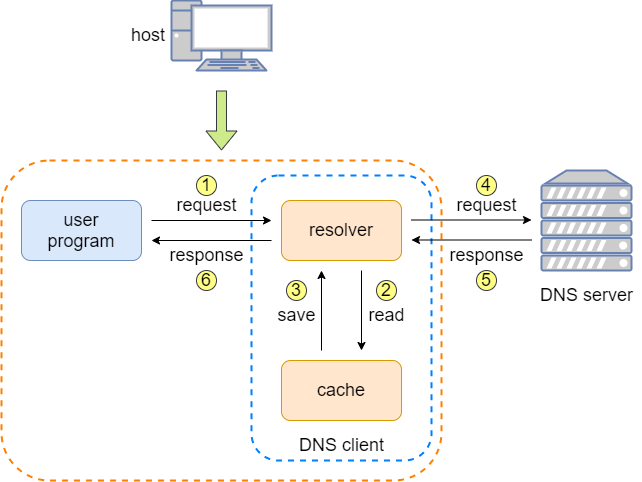 host
1
request
4
request
user
program
resolver
response
6
response
5
3
save
2
read
DNS server
cache
DNS client